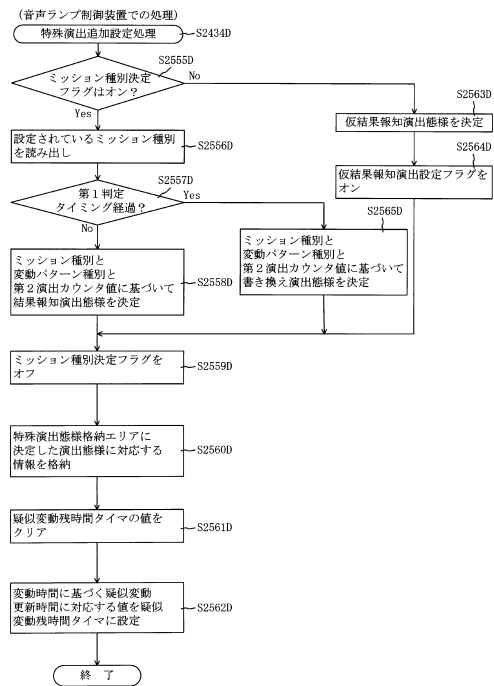 (音声ランプ制御装置での処理)
特殊演出追加設定処理
S2434D
ミッション種別決定
フラグはオン?
S2555D
No
Yes
仮結果報知演出態様を決定
S2563D
設定されているミッション種別
を読み出し
S2556D
仮結果報知演出設定フラグを
オン
S2564D
第1判定
タイミング経過?
S2557D
Yes
No
ミッション種別と
変動パターン種別と
第2演出カウンタ値に基づいて
書き換え演出態様を決定
S2565D
ミッション種別と
変動パターン種別と
第2演出カウンタ値に基づいて
結果報知演出態様を決定
S2558D
ミッション種別決定フラグを
オフ
S2559D
特殊演出態様格納エリアに
決定した演出態様に対応する
情報を格納
S2560D
疑似変動残時間タイマの値を
クリア
S2561D
変動時間に基づく疑似変動
更新時間に対応する値を疑似
変動残時間タイマに設定
S2562D
終 了